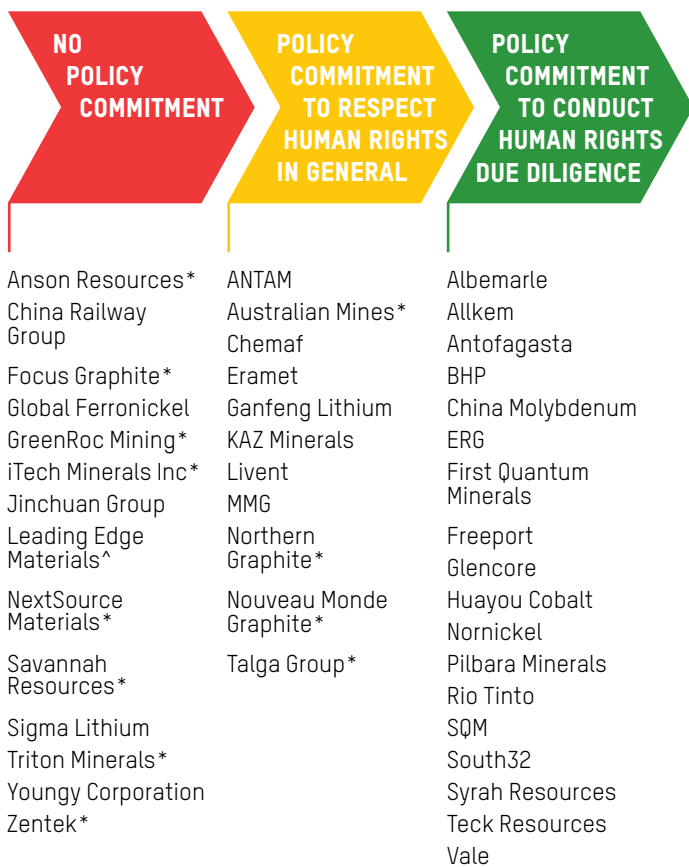 NO
POLICY
COMMITMENT
POLICY
COMMITMENT
TO RESPECT
HUMAN RIGHTS
IN GENERAL
POLICY
COMMITMENT
TO CONDUCT
HUMAN RIGHTS
DUE DILIGENCE
Anson Resources*
China Railway
Group
Focus Graphite*
Global Ferronickel
GreenRoc Mining*
iTech Minerals Inc*
Jinchuan Group
Leading Edge
Materials^
NextSource
Materials*
Savannah
Resources*
Sigma Lithium
Triton Minerals*
Youngy Corporation
Zentek*
ANTAM
Australian Mines*
Chemaf
Eramet
Ganfeng Lithium
KAZ Minerals
Livent
MMG
Northern
Graphite*
Nouveau Monde
Graphite*
Talga Group*
Albemarle
Allkem
Antofagasta
BHP
China Molybdenum
ERG
First Quantum
Minerals
Freeport
Glencore
Huayou Cobalt
Nornickel
Pilbara Minerals
Rio Tinto
SQM
South32
Syrah Resources
Teck Resources
Vale